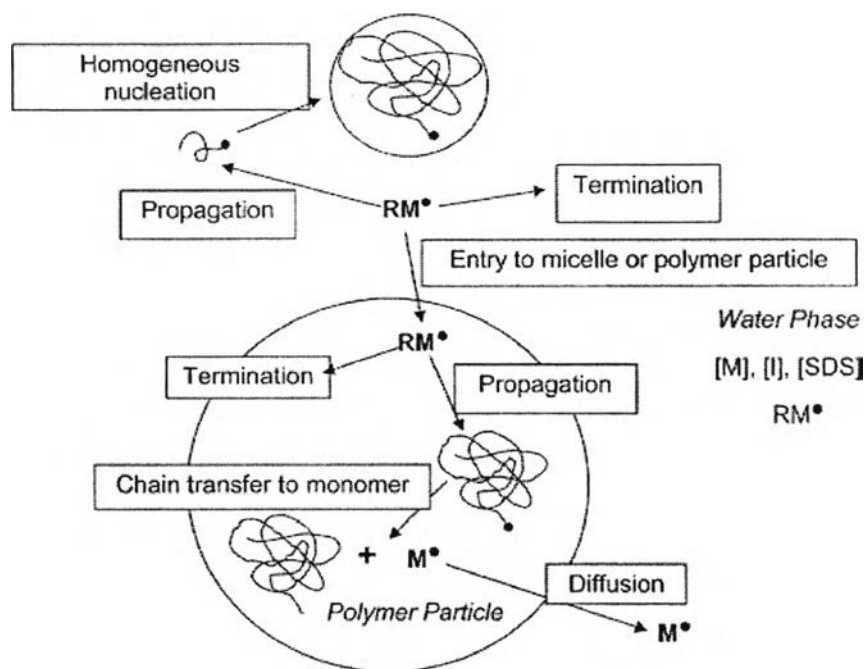 Homogeneous
nucleation
Propagation
RM•
Termination
Entry to micelle or polymer particle
Water Phase
[M], [I], [SDS]
RM•
RM•
Termination
Propagation
Chain transfer to monomer
+ M•
Polymer Particle
Diffusion
M•